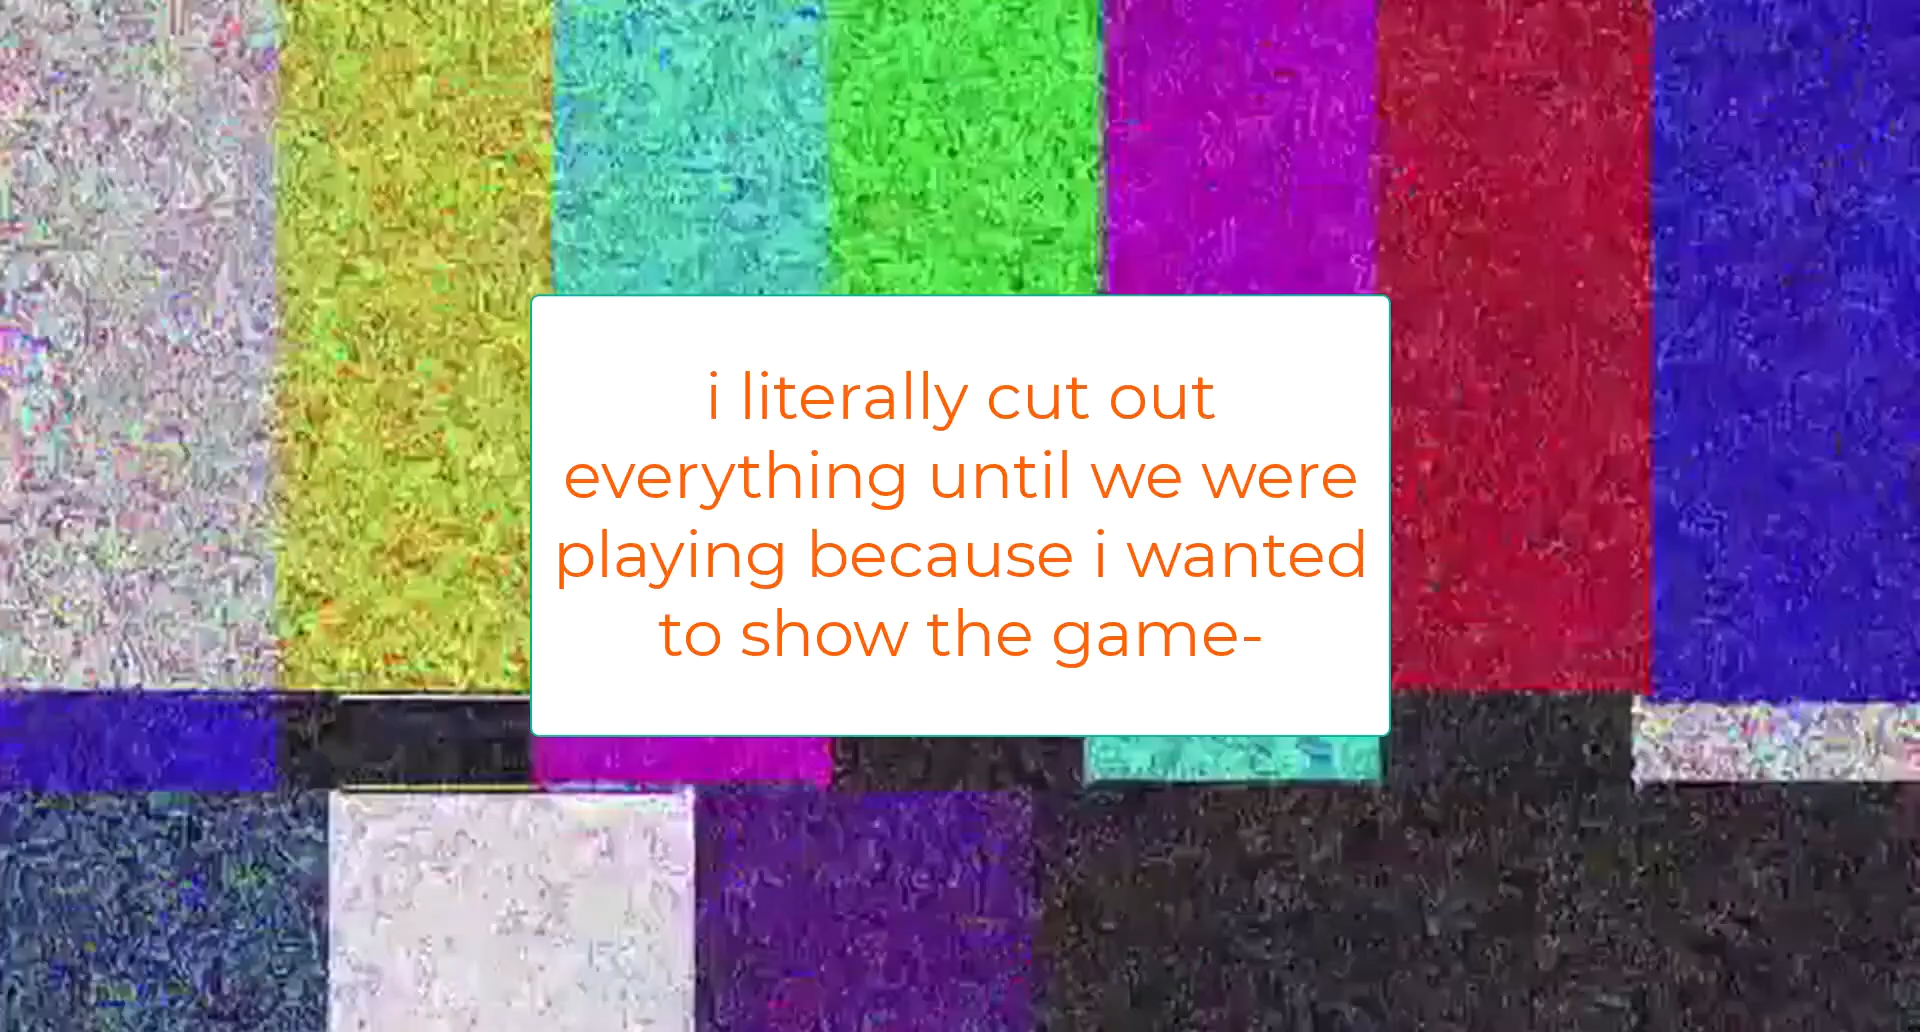 i literally cut out
everything until we were
playing because i wanted
to show the game-